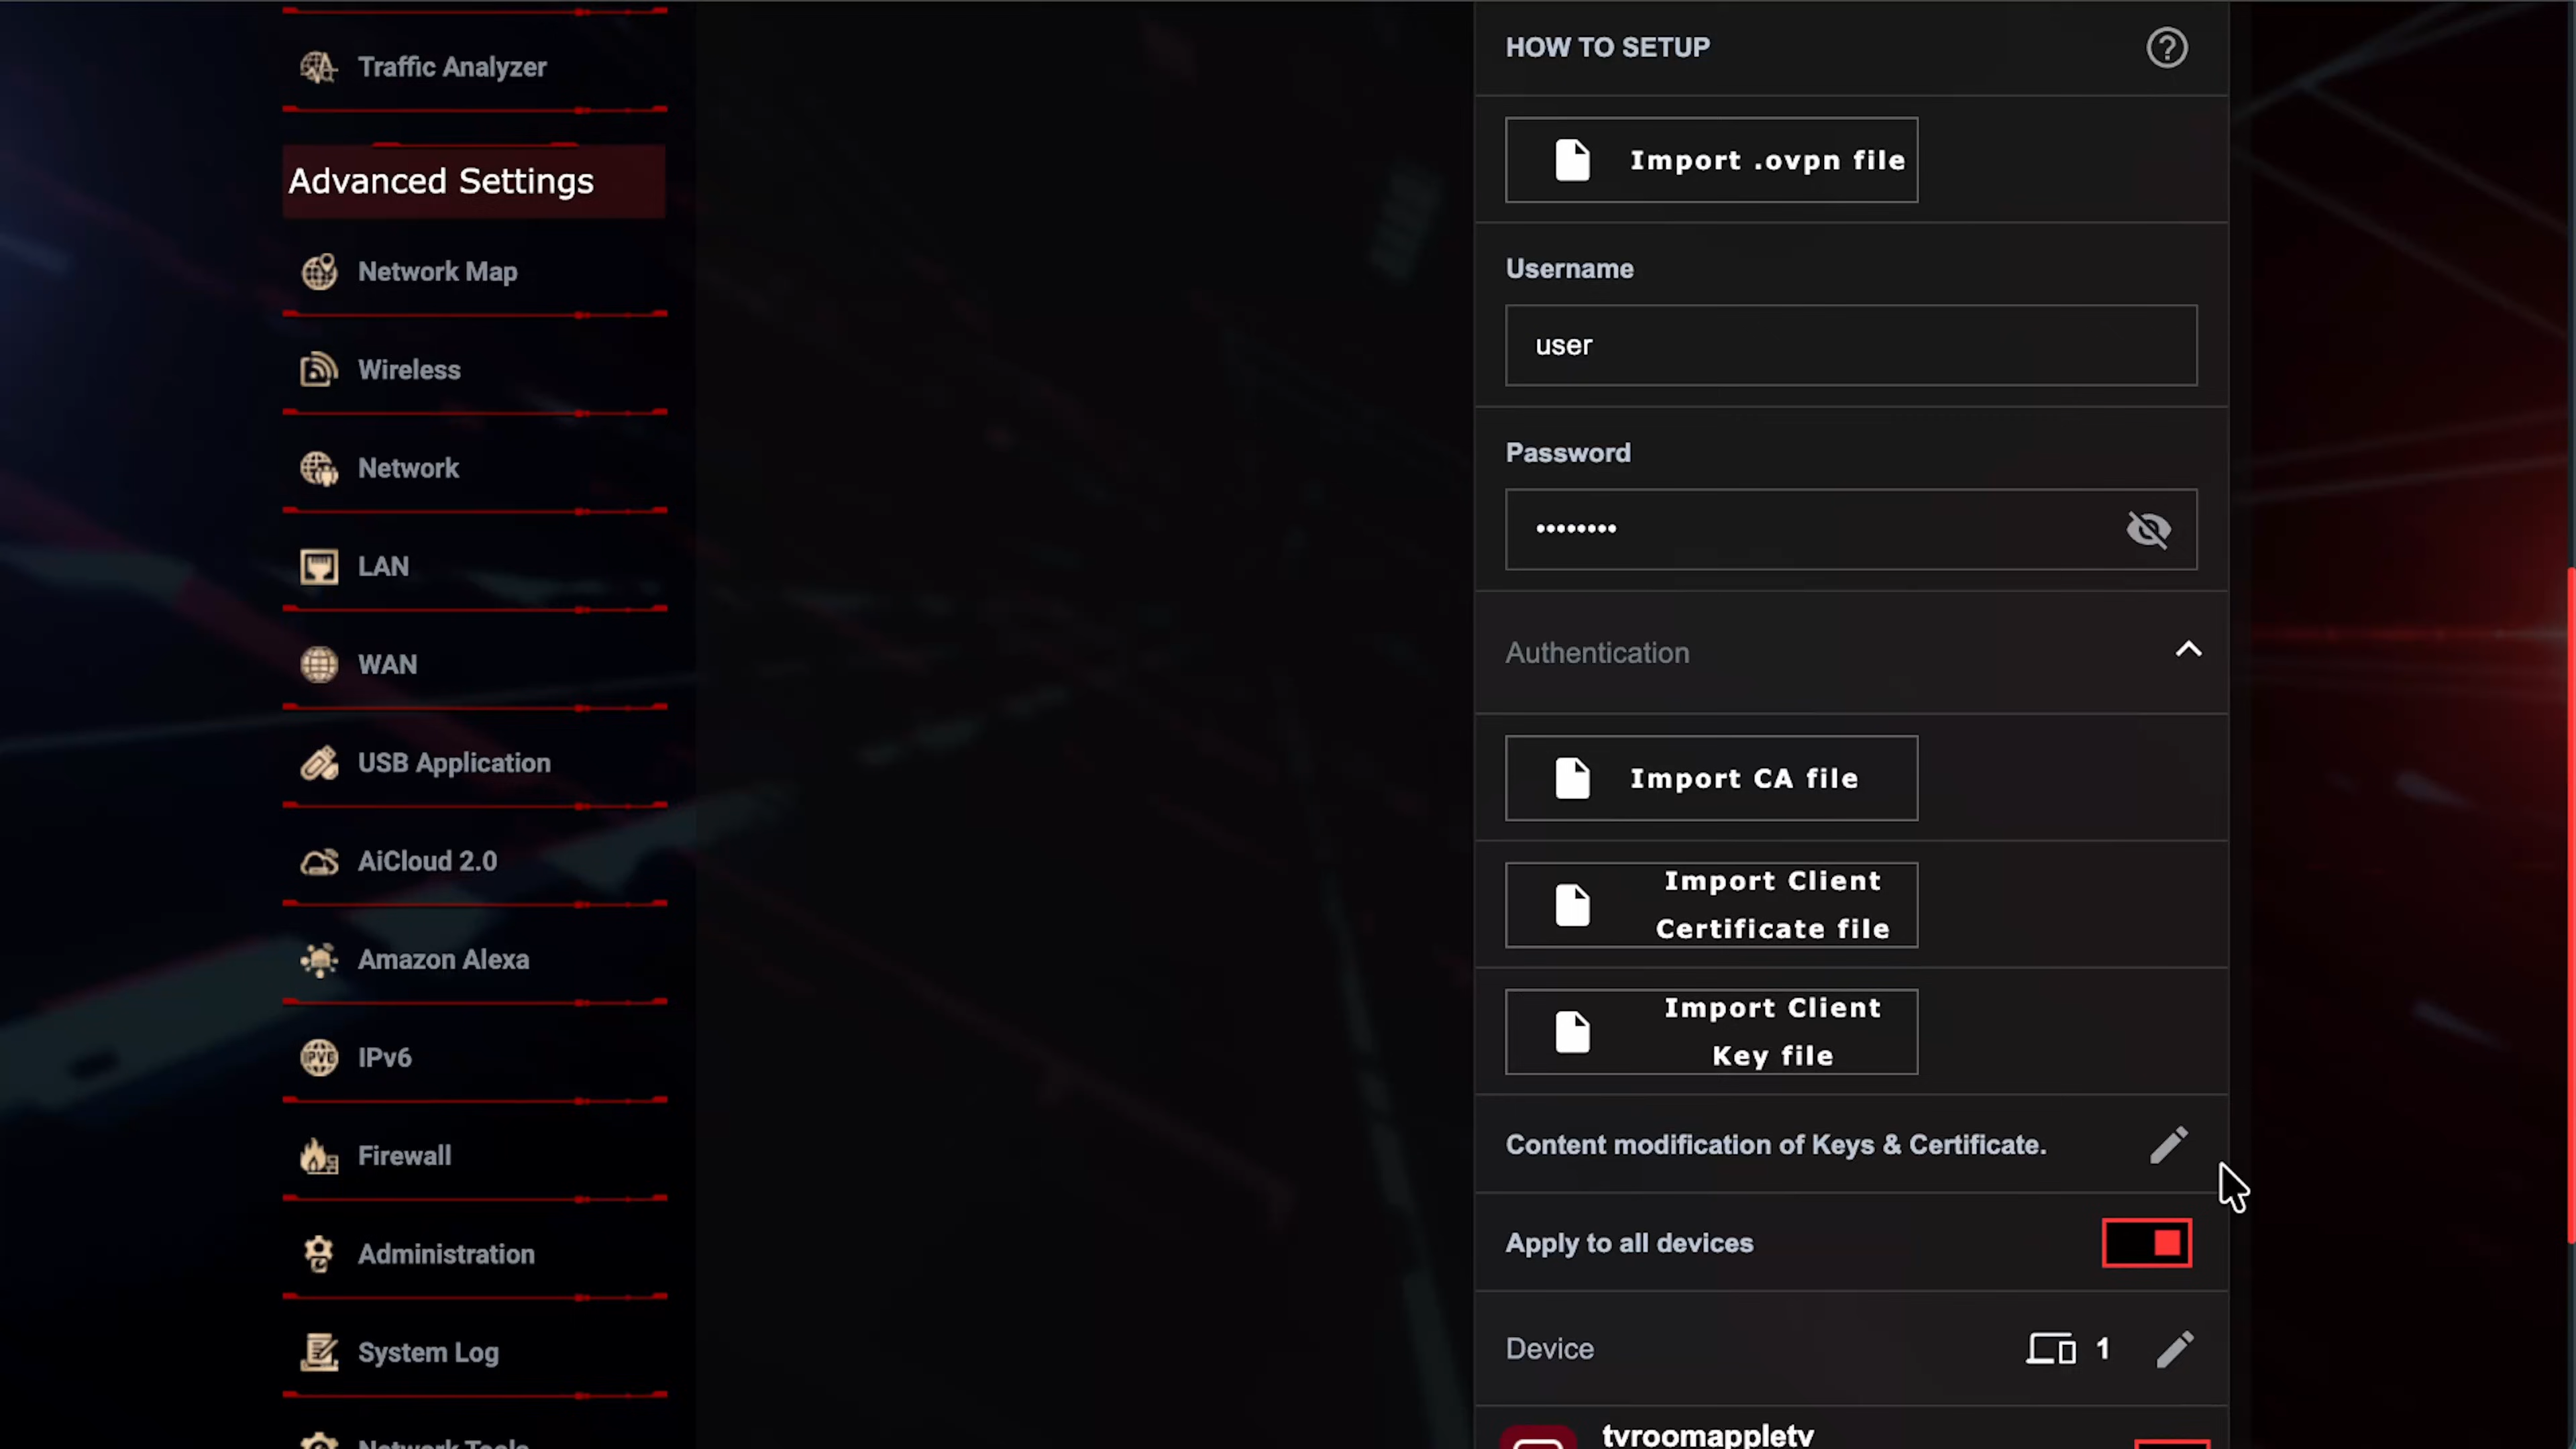 Traffic Analyzer
Advanced Settings
Network Map
Wireless
Network
LAN
WAN
USB Application
AiCloud 2.0
Amazon Alexa
IPv6
Firewall
Administration
System Log
Network Tools
HOW TO SETUP
?
Import .ovpn file
Username
user
Password
••••••••
Authentication
Import CA file
Import Client
Certificate file
Import Client
Key file
Content modification of Keys & Certificate.
Apply to all devices
Device
1
tvroomappletv